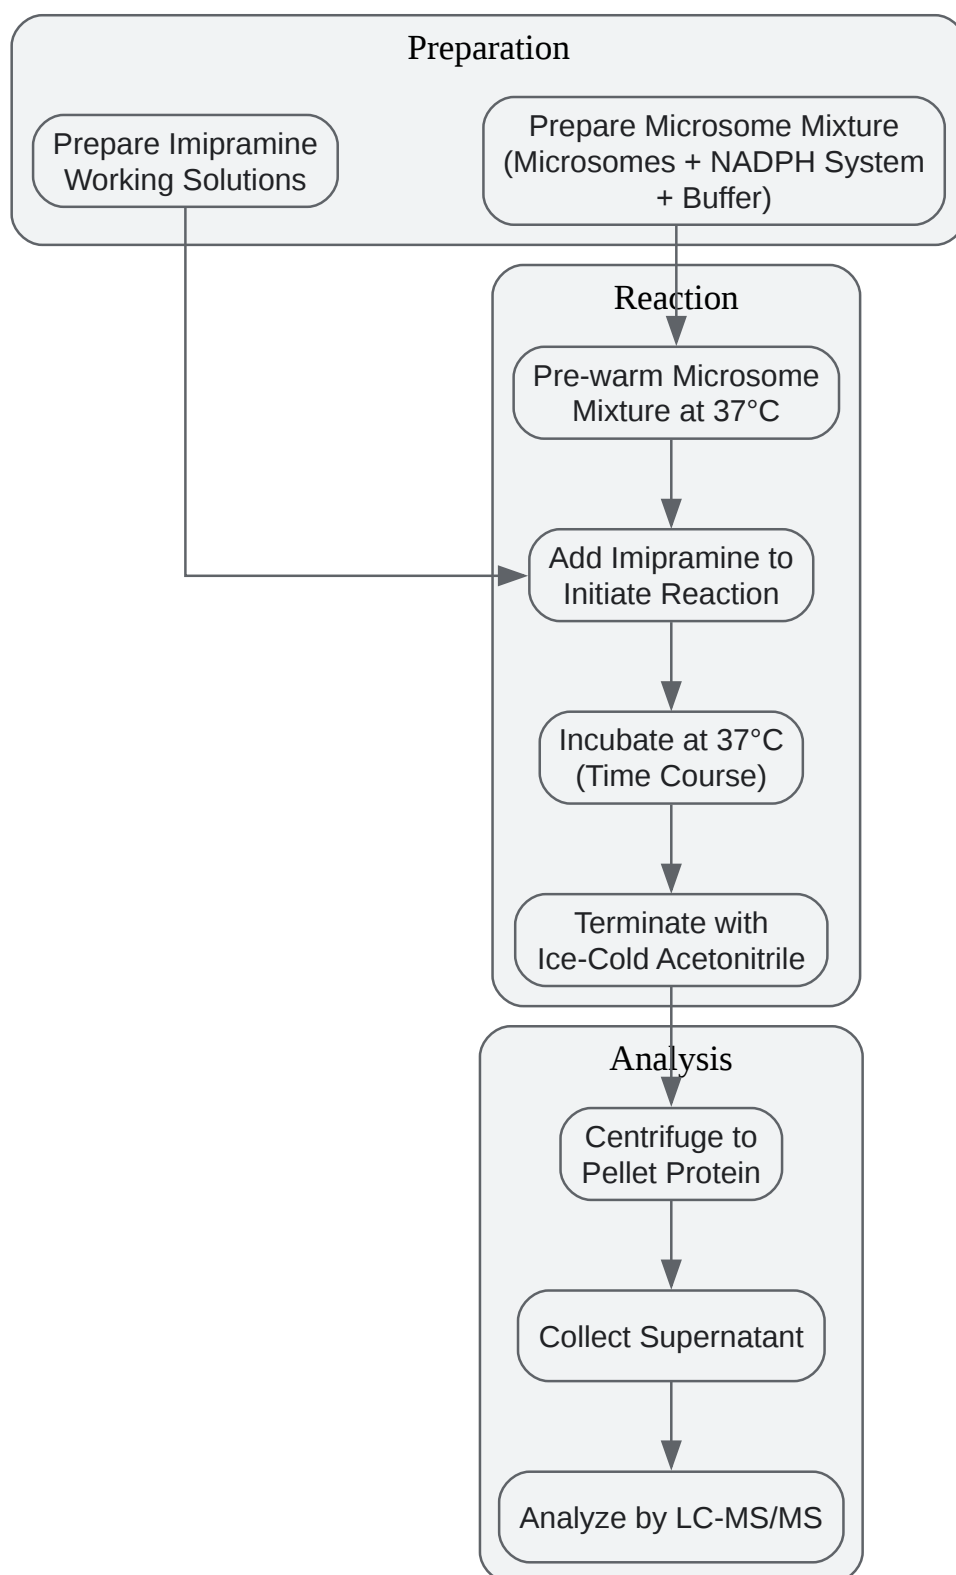 Preparation
Prepare Imipramine
Working Solutions
Prepare Microsome Mixture
(Microsomes + NADPH System
+ Buffer)
Reaction
Pre-warm Microsome
Mixture at 37°C
Add Imipramine to
Initiate Reaction
Incubate at 37°C
(Time Course)
Terminate with
Ice-Cold Acetonitrile
Analysis
Centrifuge to
Pellet Protein
Collect Supernatant
Analyze by LC-MS/MS